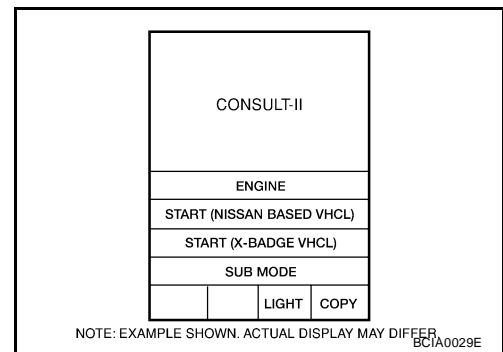 CONSULT-II
ENGINE
START (NISSAN BASED VHCL)
START (X-BADGE VHCL)
SUB MODE
LIGHT COPY
NOTE: EXAMPLE SHOWN. ACTUAL DISPLAY MAY DIFFER.
BCIA0029E